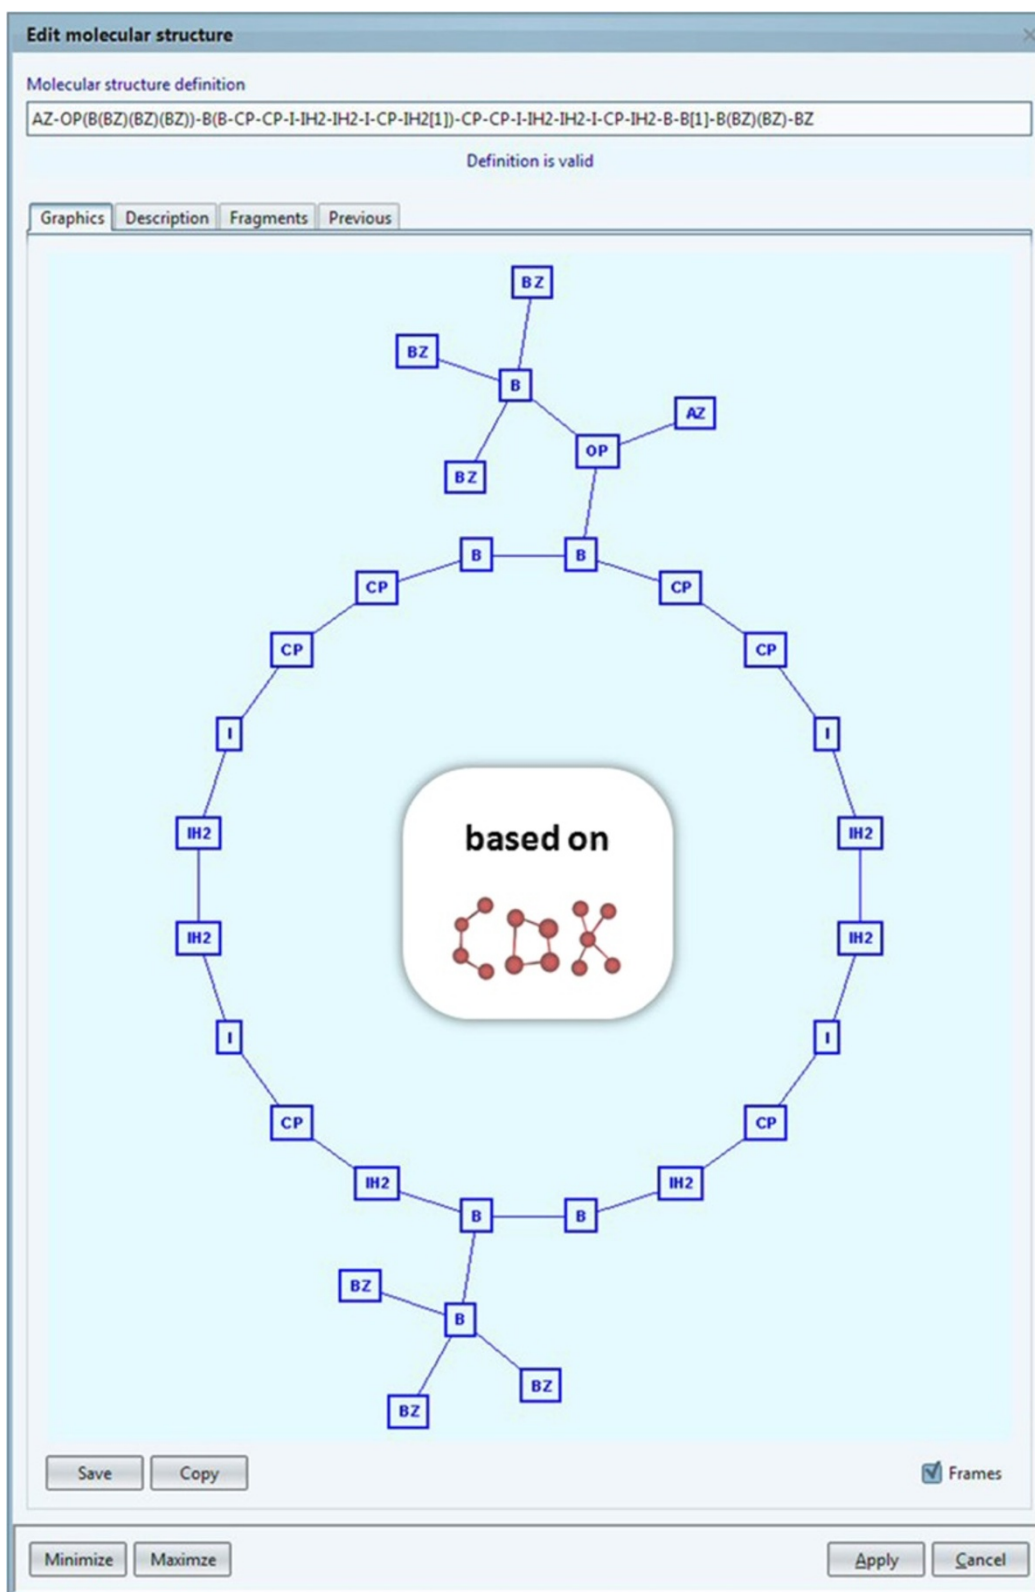 Edit molecular structure
Molecular structure definition
AZ-OP(B(BZ)(BZ)(BZ))-B(B-CP-CP-I-IH2-IH2-I-CP-IH2[1])-CP-CP-I-IH2-IH2-I-CP-IH2-B-B[1]-B(BZ)(BZ)-BZ
Definition is valid
Graphics Description Fragments Previous
BZ
BZ
B
AZ
OP
BZ
B B
CP CP
CP CP
I I
based on
IH2 IH2
CDK
IH2 IH2
I I
CP CP
IH2 IH2
B B
BZ
B
BZ
BZ
Save Copy Frames
Minimize Maximze Apply Cancel